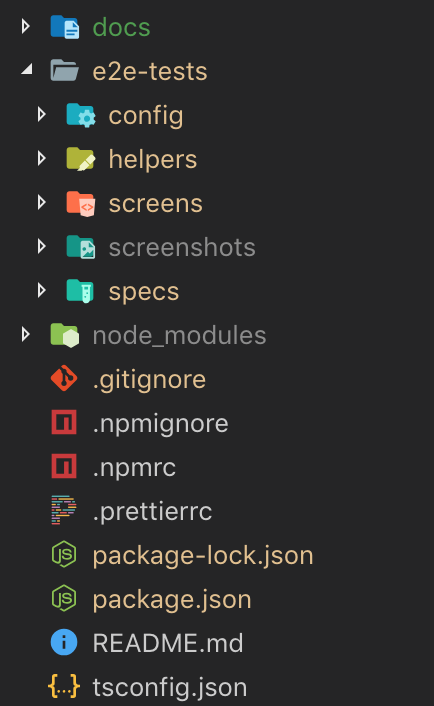 docs
e2e-tests
config
helpers
screens
screenshots
specs
node_modules
.gitignore
.npmignore
.npmrc
.prettierrc
package-lock.json
package.json
README.md
tsconfig.json